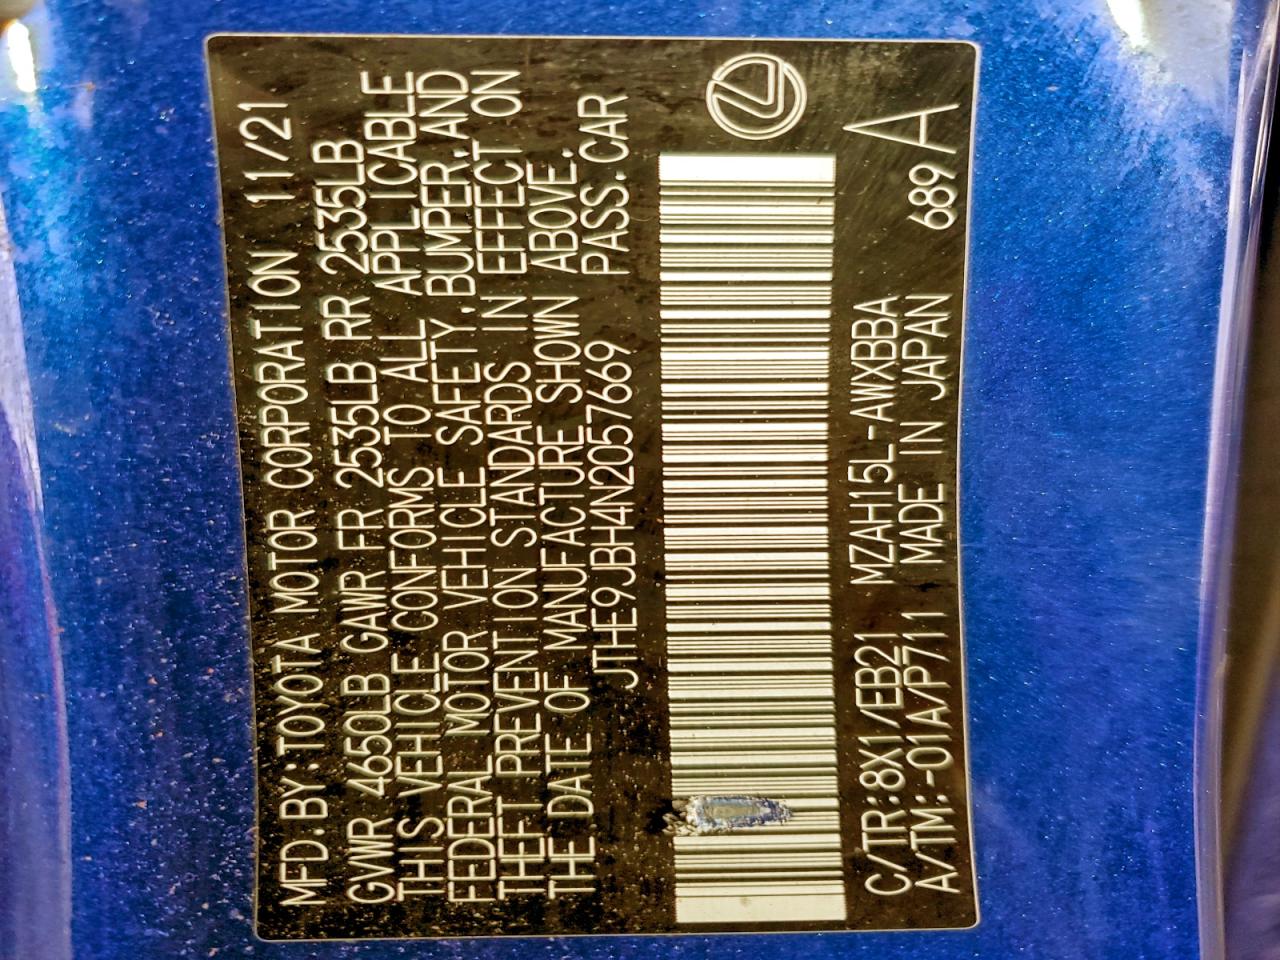 MFD.BY:TOYOTA MOTOR CORPORATION 11/21
GVWR 4650LB GAWR FR 2535LB RR 2535LB
THIS VEHICLE CONFORMS TO ALL APPLICABLE
FEDERAL MOTOR VEHICLE SAFETY,BUMPER,AND
THEFT PREVENTION STANDARDS IN EFFECT ON
THE DATE OF MANUFACTURE SHOWN ABOVE.
JTHE9JBH4N2057669 PASS.CAR
C/TR:8X1/EB21 MZAH15L-AWXBBA
A/TM:-01A/P711 MADE IN JAPAN 689 A